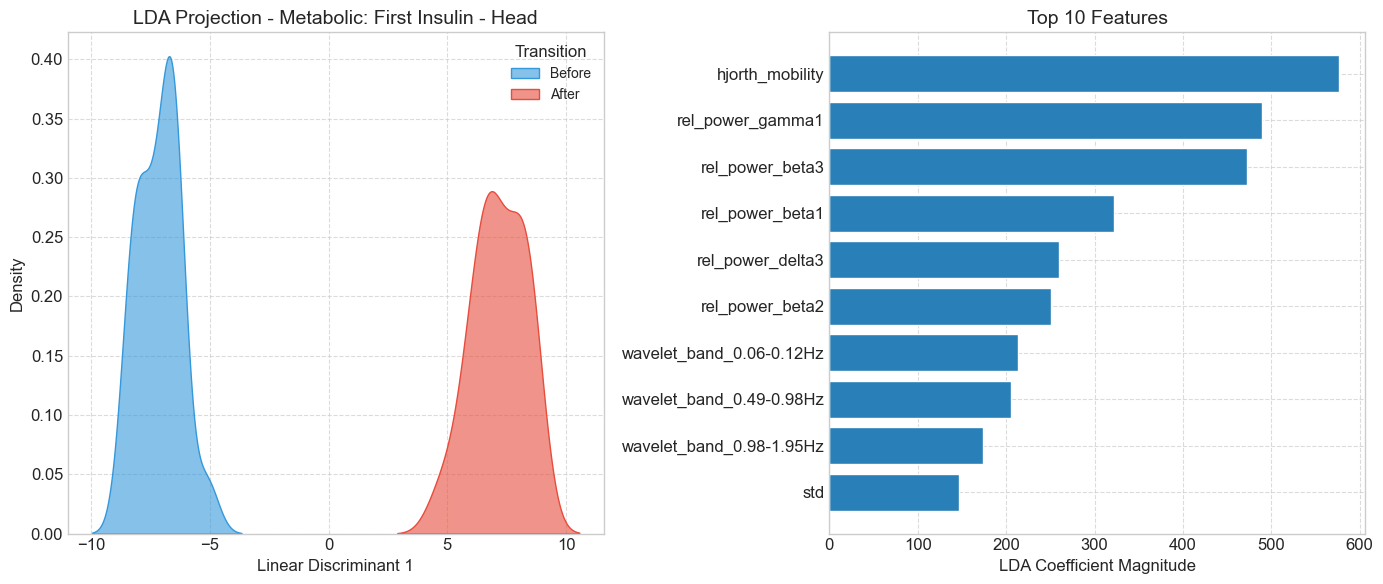 LDA Projection - Metabolic: First Insulin - Head
Transition
Before
After
Density
0.40
0.35
0.30
0.25
0.20
0.15
0.10
0.05
0.00
−10
−5
0
5
10
Linear Discriminant 1
Top 10 Features
hjorth_mobility
rel_power_gamma1
rel_power_beta3
rel_power_beta1
rel_power_delta3
rel_power_beta2
wavelet_band_0.06-0.12Hz
wavelet_band_0.49-0.98Hz
wavelet_band_0.98-1.95Hz
std
0
100
200
300
400
500
600
LDA Coefficient Magnitude